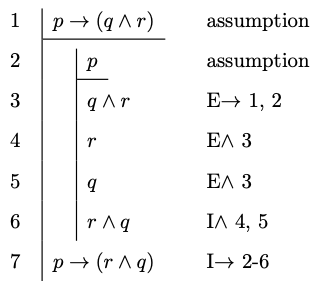 1 p → (q ∧ r) assumption
2 p assumption
3 q ∧ r E→ 1, 2
4 r E∧ 3
5 q E∧ 3
6 r ∧ q I∧ 4, 5
7 p → (r ∧ q) I→ 2-6